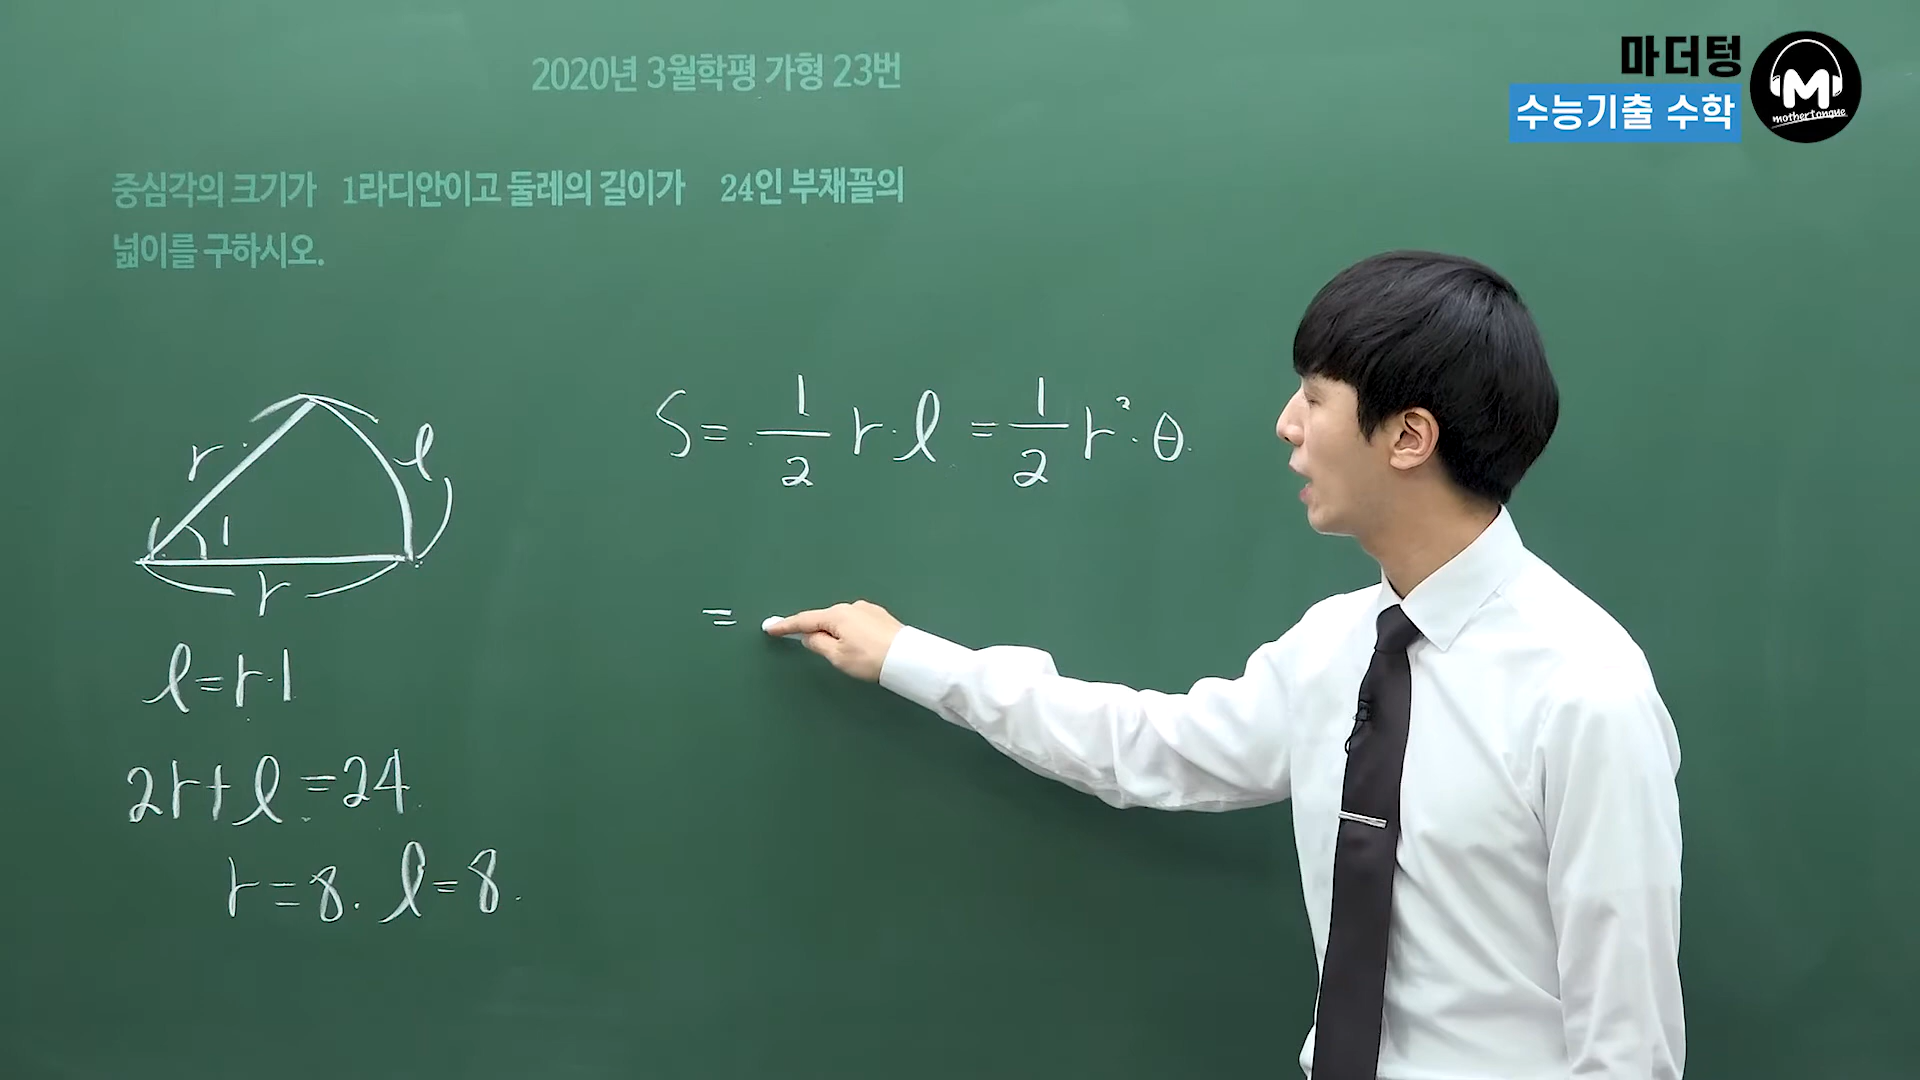 2020년 3월학평 가형 23번
마더텅
수능기출 수학
M
mothertongue
중심각의 크기가 1라디안이고 둘레의 길이가 24인 부채꼴의
넓이를 구하시오.
r
l
1
r
S = 1/2 r · l = 1/2 r² · θ
=
l = r · 1
2r + l = 24
r = 8. l = 8.